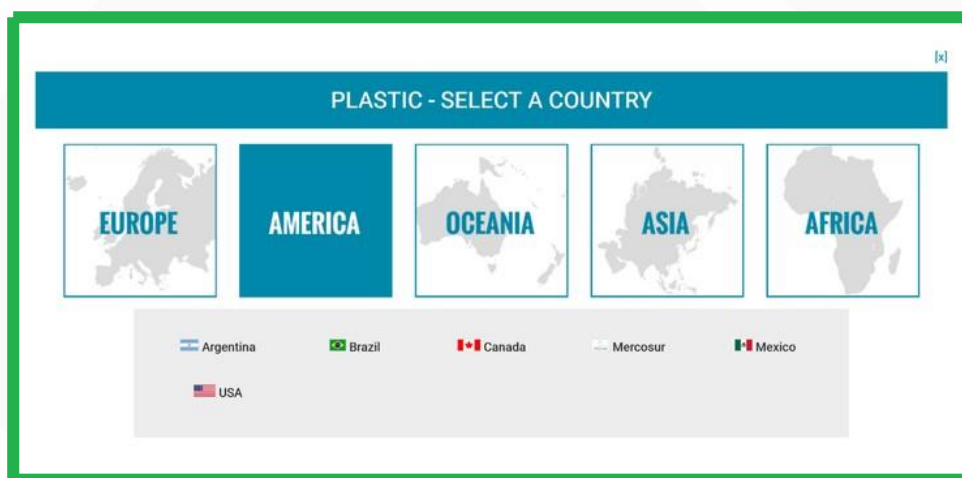 [x]
PLASTIC - SELECT A COUNTRY
EUROPE
AMERICA
OCEANIA
ASIA
AFRICA
Argentina
Brazil
Canada
Mercosur
Mexico
USA